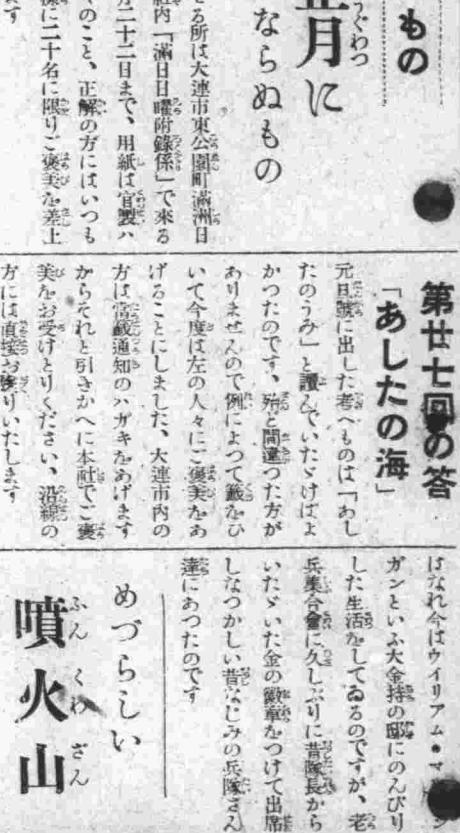 もの
正月に
ならぬもの
る所は大連市東公園町滿洲日
社内「滿日日曜附錄係」で來る
二十二日まで、用紙は官製ハ
のこと、正解の方にはいつも
樣に二十名に限りご褒美を差上
ます
第廿七回の答
「あしたの海」
元旦號に出した考へものは「あし
たのうみ」と讀んでいたゞけばよ
かつたのです、殆ど間違つた方が
ありませんので例によつて籤をひ
いて今度は左の人々にご褒美をあ
げることにしました、大連市内の
方は當籤通知のハガキをあげます
からそれと引きかへに本社でご褒
美をお受けとりください、沿線の
方には直接お送りいたします
はなれ今はウイリアム・マ
ガンといふ大金持の邸にのんびり
した生活をしてゐるのですが、老
兵集合會に久しぶりに昔隊長から
いたゞいた金の徽章をつけて出席
しなつかしい昔なじみの兵隊さん
達にあつたのです
めづらしい
噴火山
ふんくわざん